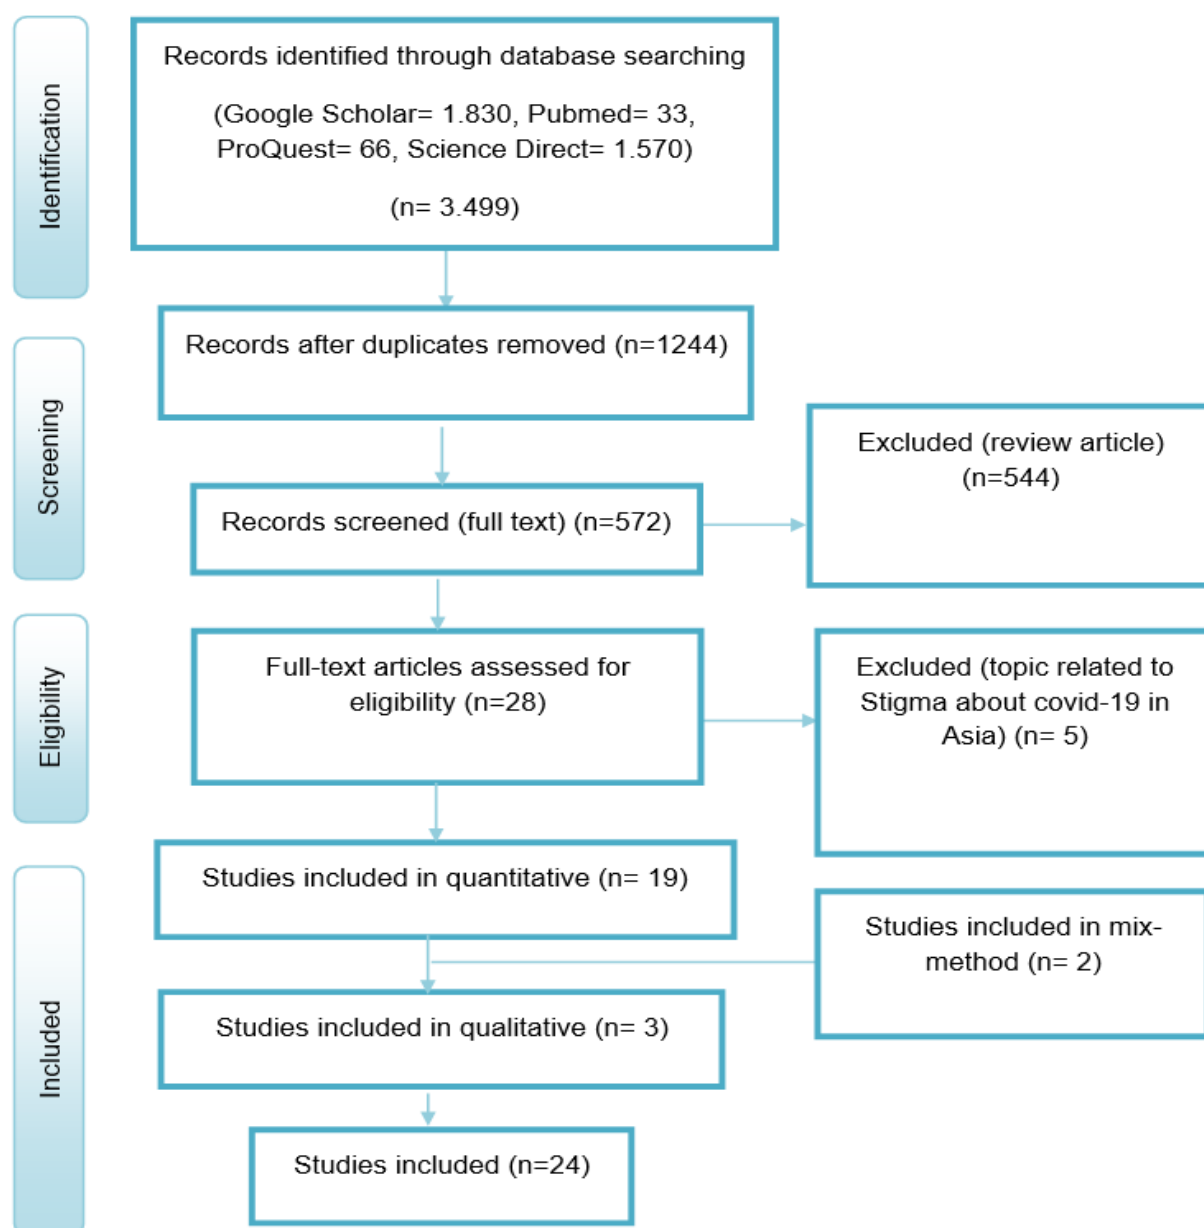 Identification
Records identified through database searching
(Google Scholar= 1.830, Pubmed= 33,
ProQuest= 66, Science Direct= 1.570)
(n= 3.499)
Screening
Records after duplicates removed (n=1244)
Records screened (full text) (n=572)
Excluded (review article)
(n=544)
Eligibility
Full-text articles assessed for
eligibility (n=28)
Excluded (topic related to
Stigma about covid-19 in
Asia) (n= 5)
Included
Studies included in quantitative (n= 19)
Studies included in mix-
method (n= 2)
Studies included in qualitative (n= 3)
Studies included (n=24)